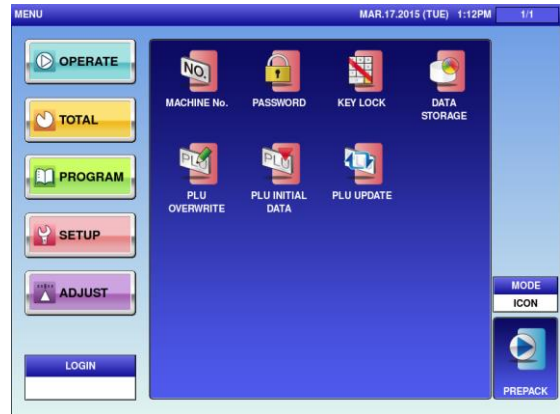 MENU
MAR.17.2015 (TUE) 1:12PM
1/1
OPERATE
TOTAL
PROGRAM
SETUP
ADJUST
LOGIN
NO.
MACHINE No.
PASSWORD
KEY LOCK
DATA
STORAGE
PLU
PLU
OVERWRITE
PLU
PLU INITIAL
DATA
PLU UPDATE
MODE
ICON
PREPACK